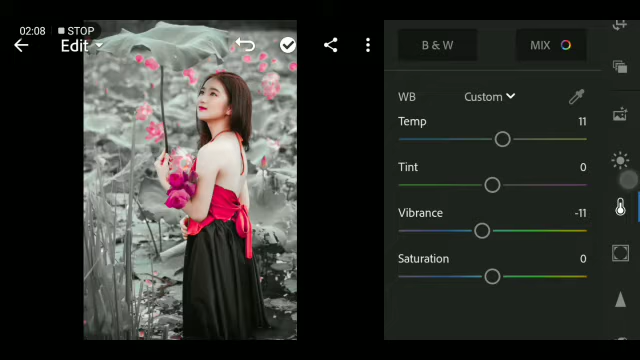 02:08 STOP
Edit
B & W
MIX
WB
Custom
Temp
11
Tint
0
Vibrance
-11
Saturation
0